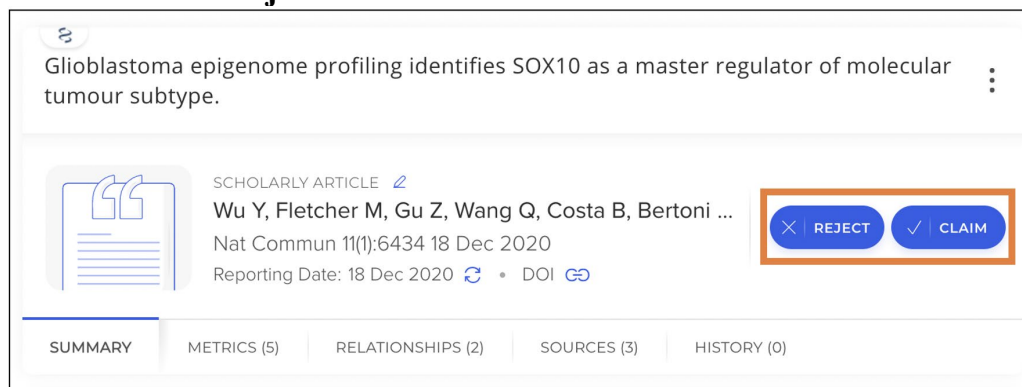 Glioblastoma epigenome profiling identifies SOX10 as a master regulator of molecular
tumour subtype.
SCHOLARLY ARTICLE
Wu Y, Fletcher M, Gu Z, Wang Q, Costa B, Bertoni ...
Nat Commun 11(1):6434 18 Dec 2020
Reporting Date: 18 Dec 2020 • DOI
REJECT CLAIM
SUMMARY METRICS (5) RELATIONSHIPS (2) SOURCES (3) HISTORY (0)